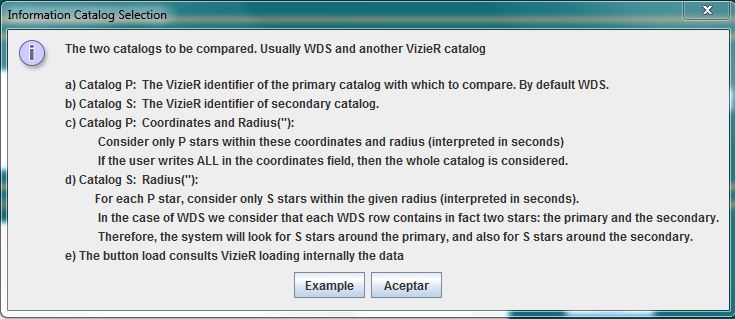 Information Catalog Selection
x
i
The two catalogs to be compared. Usually WDS and another VizieR catalog
a) Catalog P: The VizieR identifier of the primary catalog with which to compare. By default WDS.
b) Catalog S: The VizieR identifier of secondary catalog.
c) Catalog P: Coordinates and Radius("):
Consider only P stars within these coordinates and radius (interpreted in seconds)
If the user writes ALL in the coordinates field, then the whole catalog is considered.
d) Catalog S: Radius("):
For each P star, consider only S stars within the given radius (interpreted in seconds).
In the case of WDS we consider that each WDS row contains in fact two stars: the primary and the secondary.
Therefore, the system will look for S stars around the primary, and also for S stars around the secondary.
e) The button load consults VizieR loading internally the data
Example Aceptar